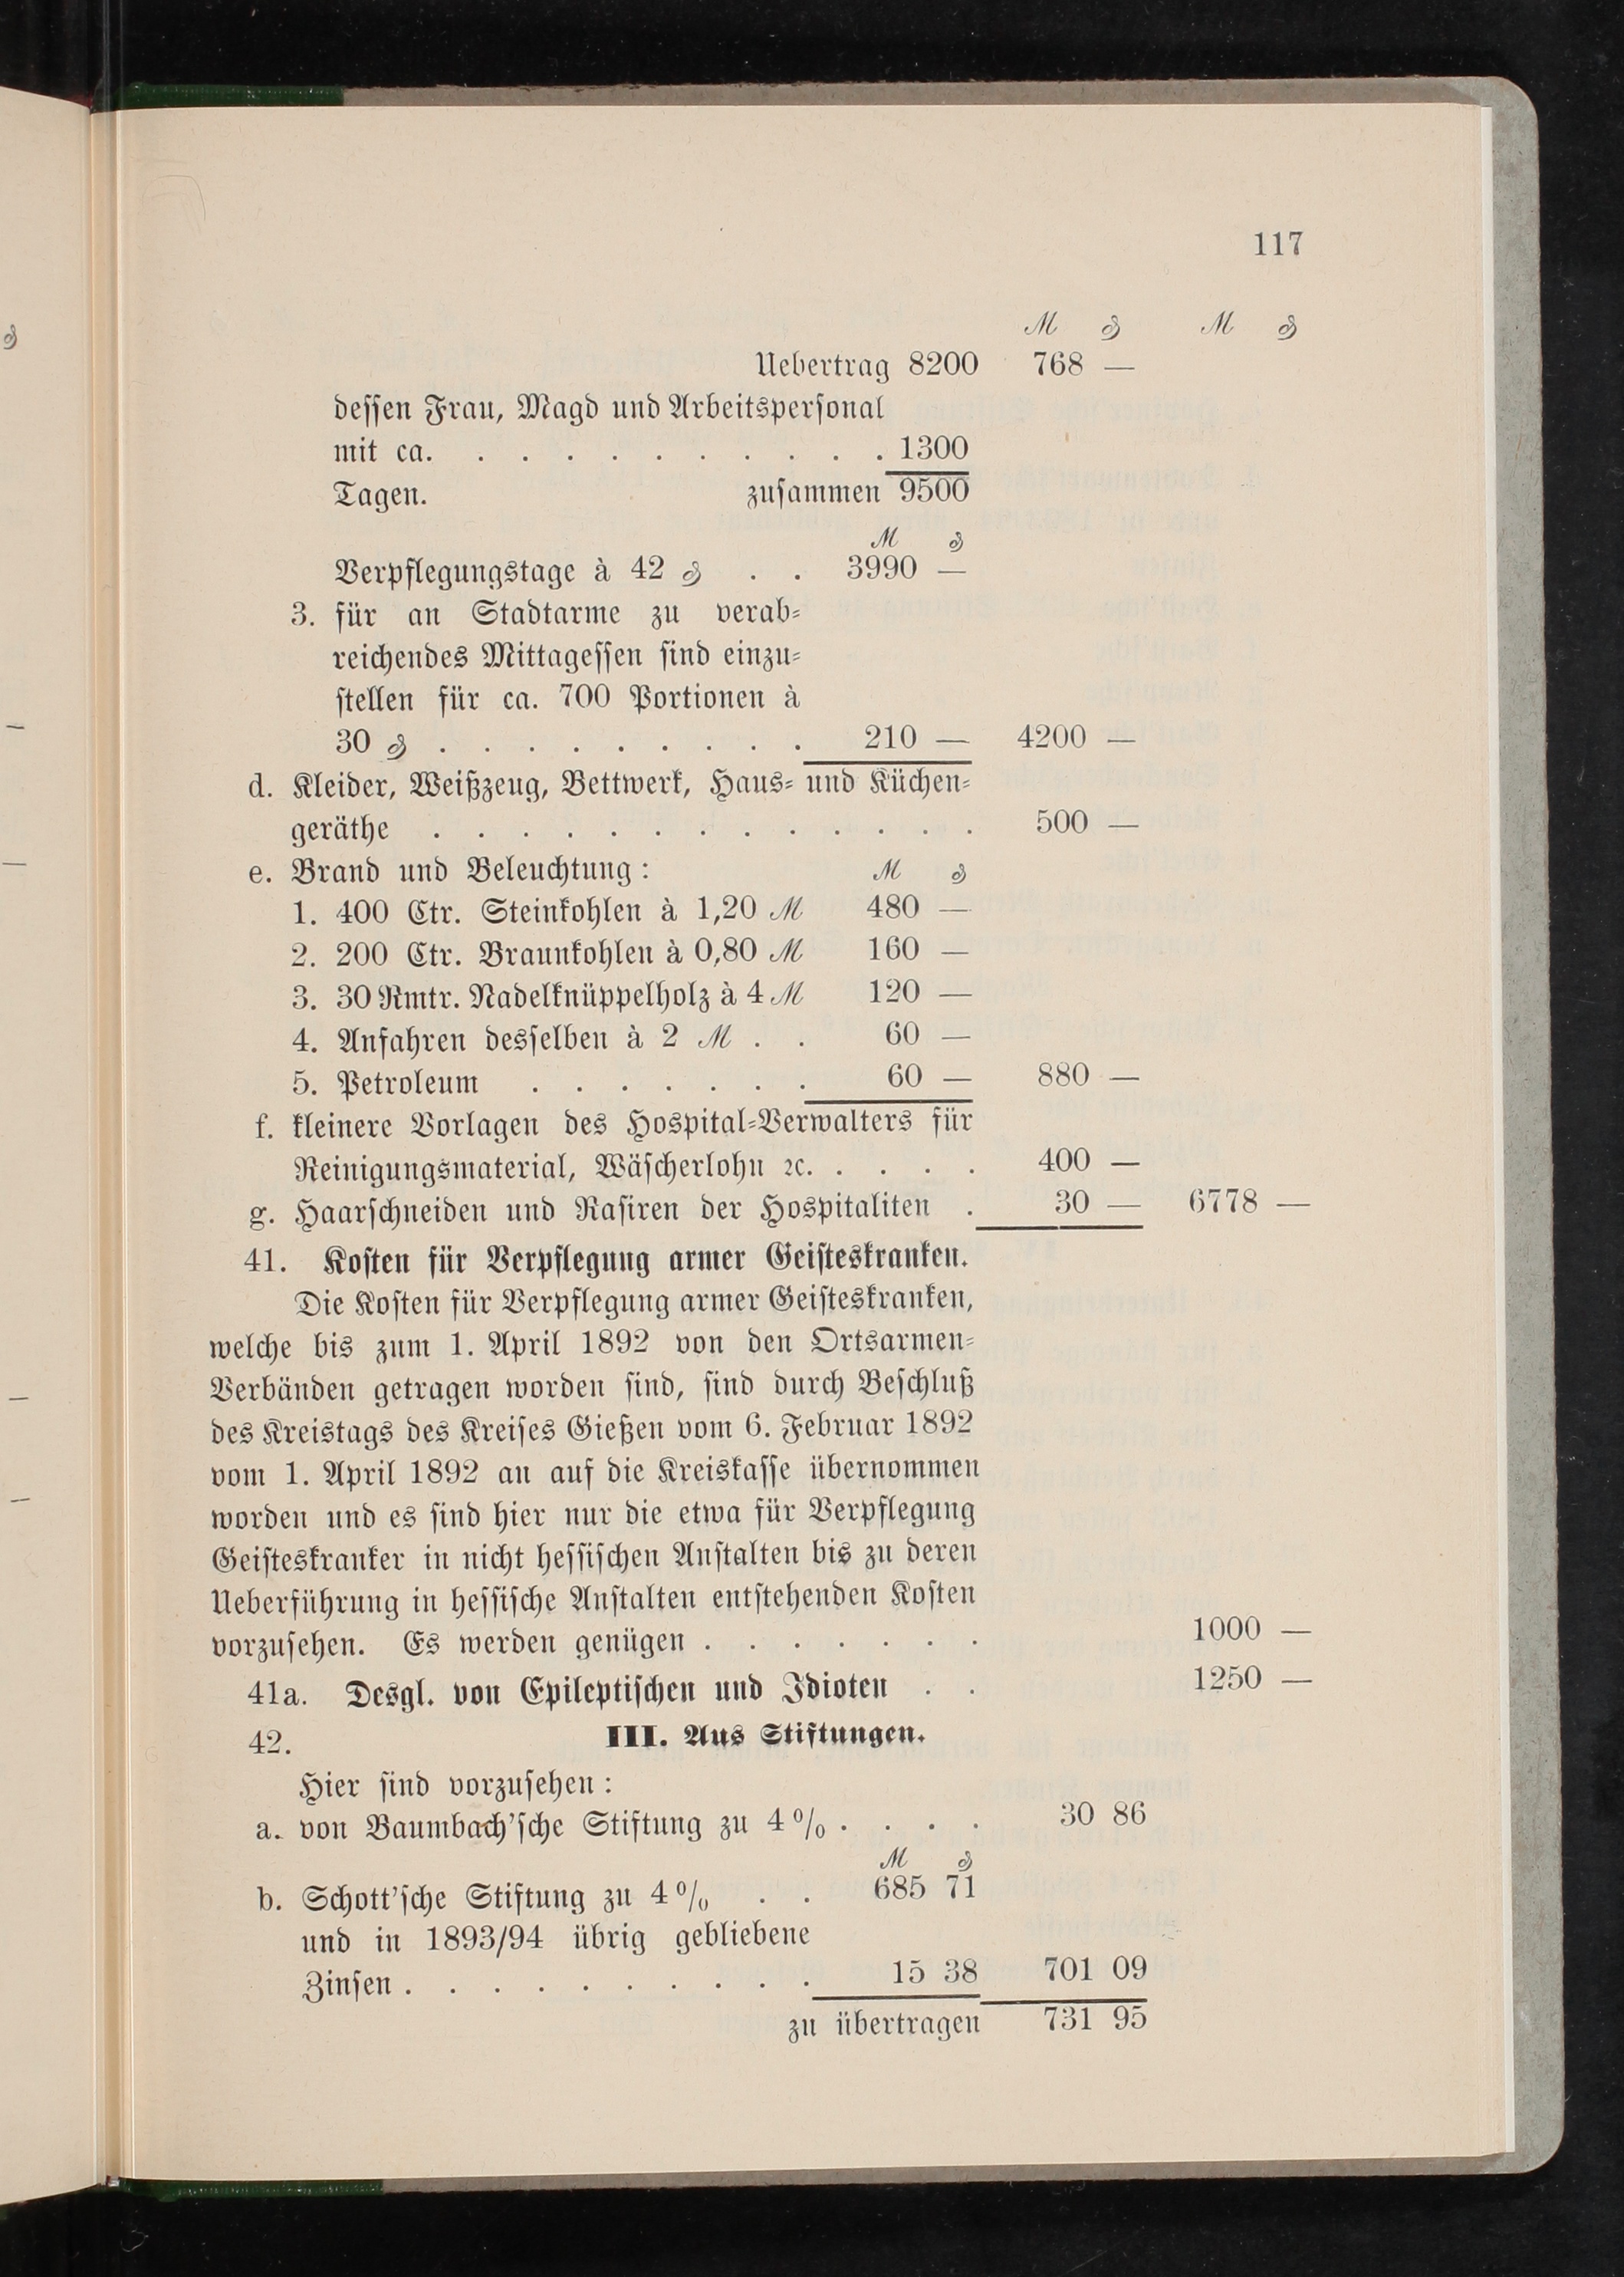 117
M ₰ M ₰
Uebertrag 8200 768 —
dessen Frau, Magd und Arbeitspersonal
mit ca. . . . . . . . . . . . 1300
Tagen. zusammen 9500
M ₰
Verpflegungstage à 42 ₰ . . 3990 —
3. für an Stadtarme zu verab-
reichendes Mittagessen sind einzu-
stellen für ca. 700 Portionen à
30 ₰ . . . . . . . . . 210 — 4200 —
d. Kleider, Weißzeug, Bettwerk, Haus- und Küchen-
geräthe . . . . . . . . . . . . . 500 —
e. Brand und Beleuchtung: M ₰
1. 400 Ctr. Steinkohlen à 1,20 M 480 —
2. 200 Ctr. Braunkohlen à 0,80 M 160 —
3. 30 Rmtr. Nadelknüppelholz à 4 M 120 —
4. Anfahren desselben à 2 M . . 60 —
5. Petroleum . . . . . . . 60 — 880 —
f. kleinere Vorlagen des Hospital-Verwalters für
Reinigungsmaterial, Wäscherlohn ꝛc. . . . . 400 —
g. Haarschneiden und Rasiren der Hospitaliten . 30 — 6778 —
41. Kosten für Verpflegung armer Geisteskranken.
Die Kosten für Verpflegung armer Geisteskranken,
welche bis zum 1. April 1892 von den Ortsarmen-
Verbänden getragen worden sind, sind durch Beschluß
des Kreistags des Kreises Gießen vom 6. Februar 1892
vom 1. April 1892 an auf die Kreiskasse übernommen
worden und es sind hier nur die etwa für Verpflegung
Geisteskranker in nicht hessischen Anstalten bis zu deren
Ueberführung in hessische Anstalten entstehenden Kosten
vorzusehen. Es werden genügen . . . . . . . 1000 —
41a. Desgl. von Epileptischen und Idioten . . 1250 —
42. III. Aus Stiftungen.
Hier sind vorzusehen:
a. von Baumbach'sche Stiftung zu 4% . . . . 30 86
M ₰
b. Schott'sche Stiftung zu 4% . . 685 71
und in 1893/94 übrig gebliebene
Zinsen . . . . . . . . . . 15 38 701 09
zu übertragen 731 95